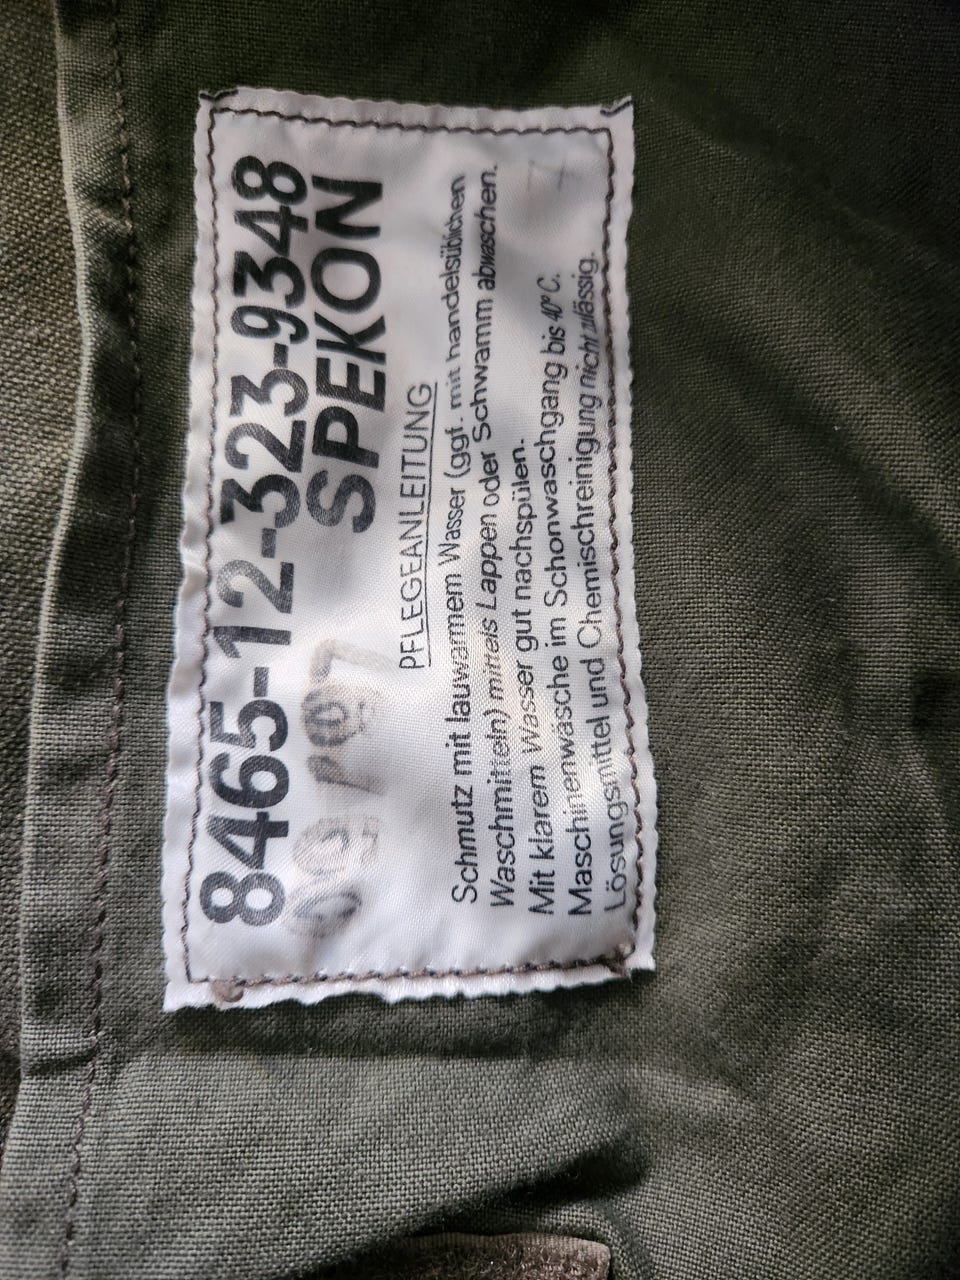 8465-12-323-9348
SPEKON
PFLEGEANLEITUNG
Schmutz mit lauwarmem Wasser (ggf. mit handelsüblichen
Waschmitteln) mittels Lappen oder Schwamm abwaschen.
Mit klarem Wasser gut nachspülen.
Maschinenwäsche im Schonwaschgang bis 40°C.
Lösungsmittel und Chemischreinigung nicht zulässig.